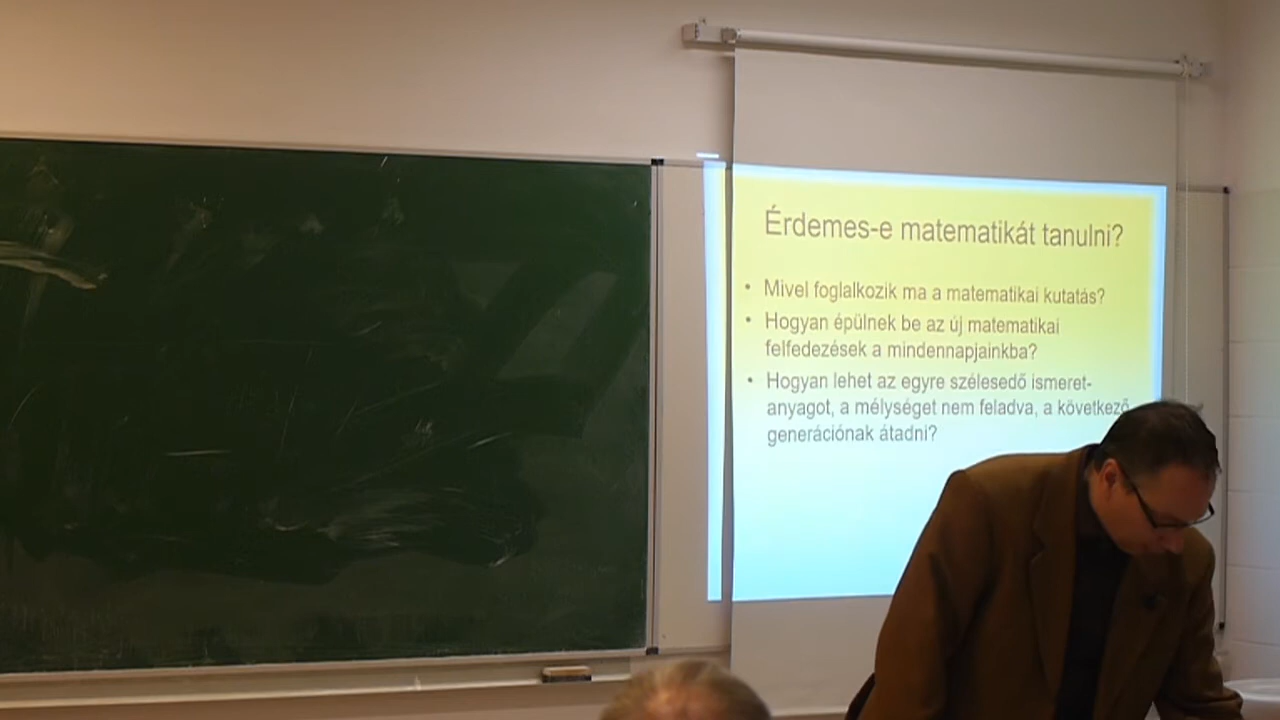 Érdemes-e matematikát tanulni?
• Mivel foglalkozik ma a matematikai kutatás?
• Hogyan épülnek be az új matematikai
felfedezések a mindennapjainkba?
• Hogyan lehet az egyre szélesedő ismeret-
anyagot, a mélységet nem feladva, a következő
generációnak átadni?